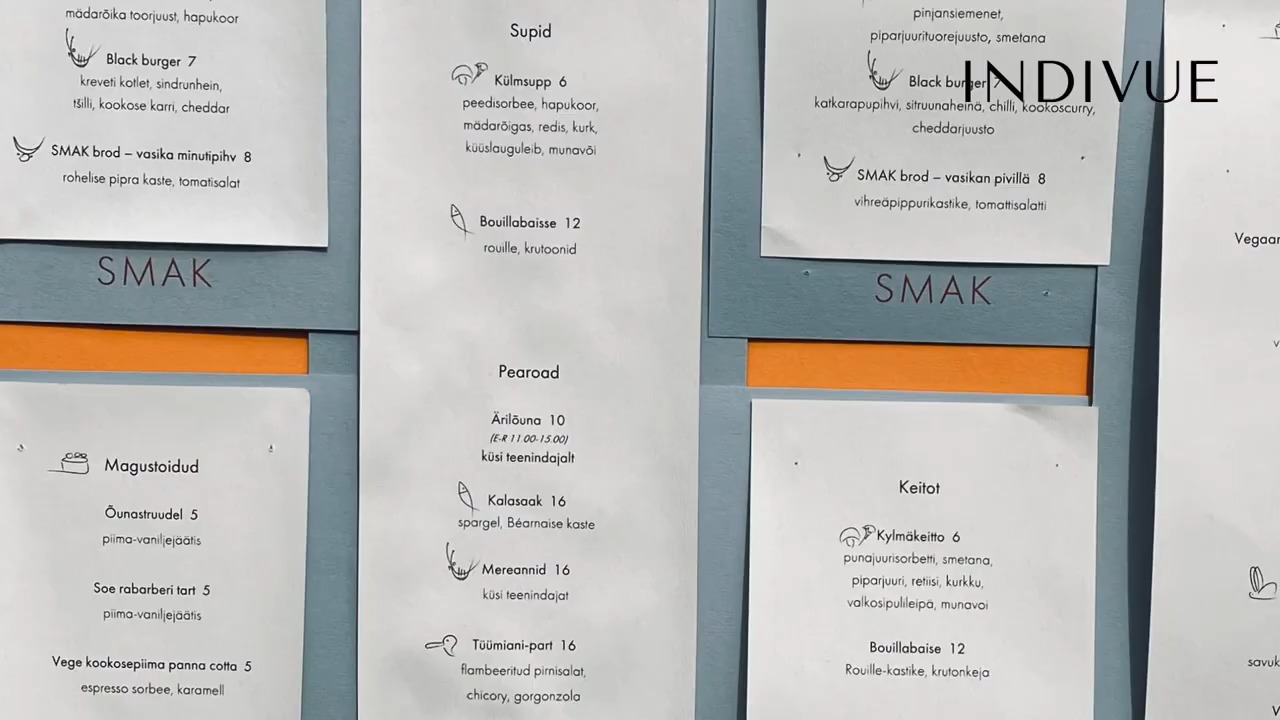 mädarõika toorjuust, hapukoor
Black burger 7
kreveti kotlet, sindrunhein,
tšilli, kookose karri, cheddar
SMAK brod – vasika minutipihv 8
rohelise pipra kaste, tomatisalat
SMAK
Magustoidud
Õunastruudel 5
piima-vaniljejäätis
Soe rabarberi tart 5
piima-vaniljejäätis
Vege kookosepiima panna cotta 5
espresso sorbee, karamell
Supid
Külmsupp 6
peedisorbee, hapukoor,
mädarõigas, redis, kurk,
küüslauguleib, munavõi
Bouillabaisse 12
rouille, krutoonid
Pearoad
Ärilõuna 10
(E-R 11.00-15.00)
küsi teenindajalt
Kalasaak 16
spargel, Béarnaise kaste
Mereannid 16
küsi teenindajat
Tüümiani-part 16
flambeeritud pirnisalat,
chicory, gorgonzola
pinjansiemenet,
piparjuurituorejuusto, smetana
Black burger 7
katkarapupihvi, sitruunaheinä, chilli, kookoscurry,
cheddarjuusto
SMAK brod – vasikan pivillä 8
vihreäpippurikastike, tomattisalatti
SMAK
Keitot
Kylmäkeitto 6
punajuurisorbetti, smetana,
piparjuuri, retiisi, kurkku,
valkosipulileipä, munavoi
Bouillabaise 12
Rouille-kastike, krutonkeja
INDIVUE
Vegaan
savuk